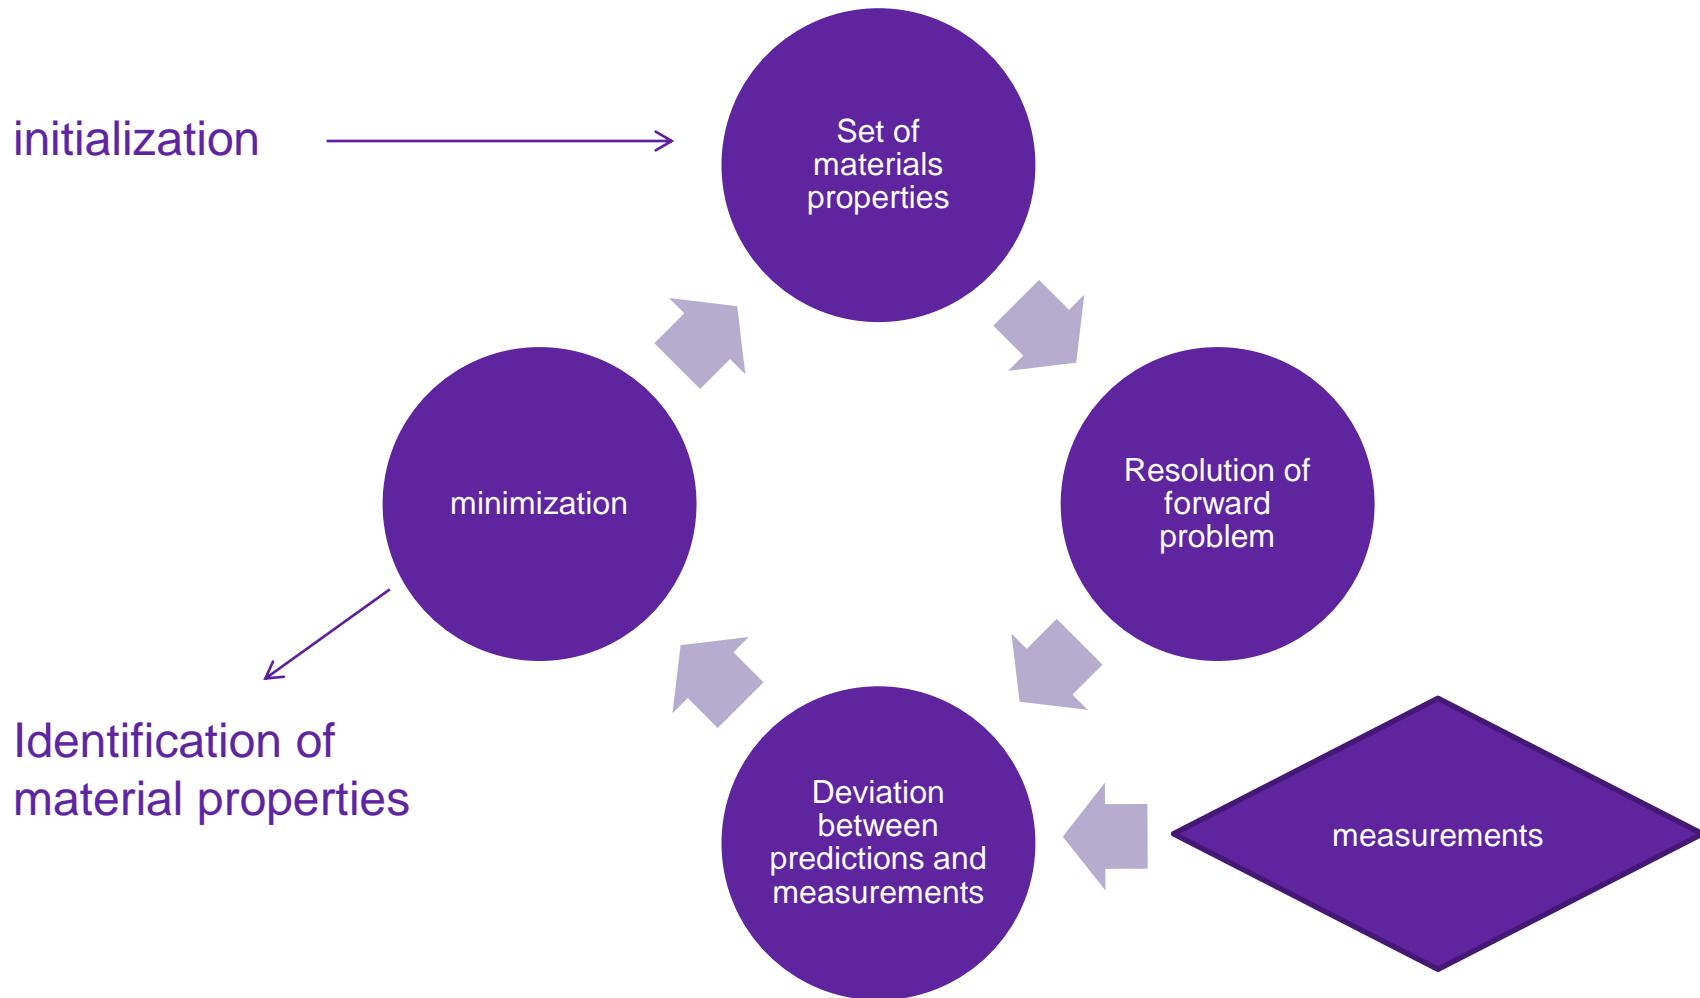 initialization
Set of
materials
properties
minimization
Resolution of
forward
problem
Identification of
material properties
Deviation
between
predictions and
measurements
measurements